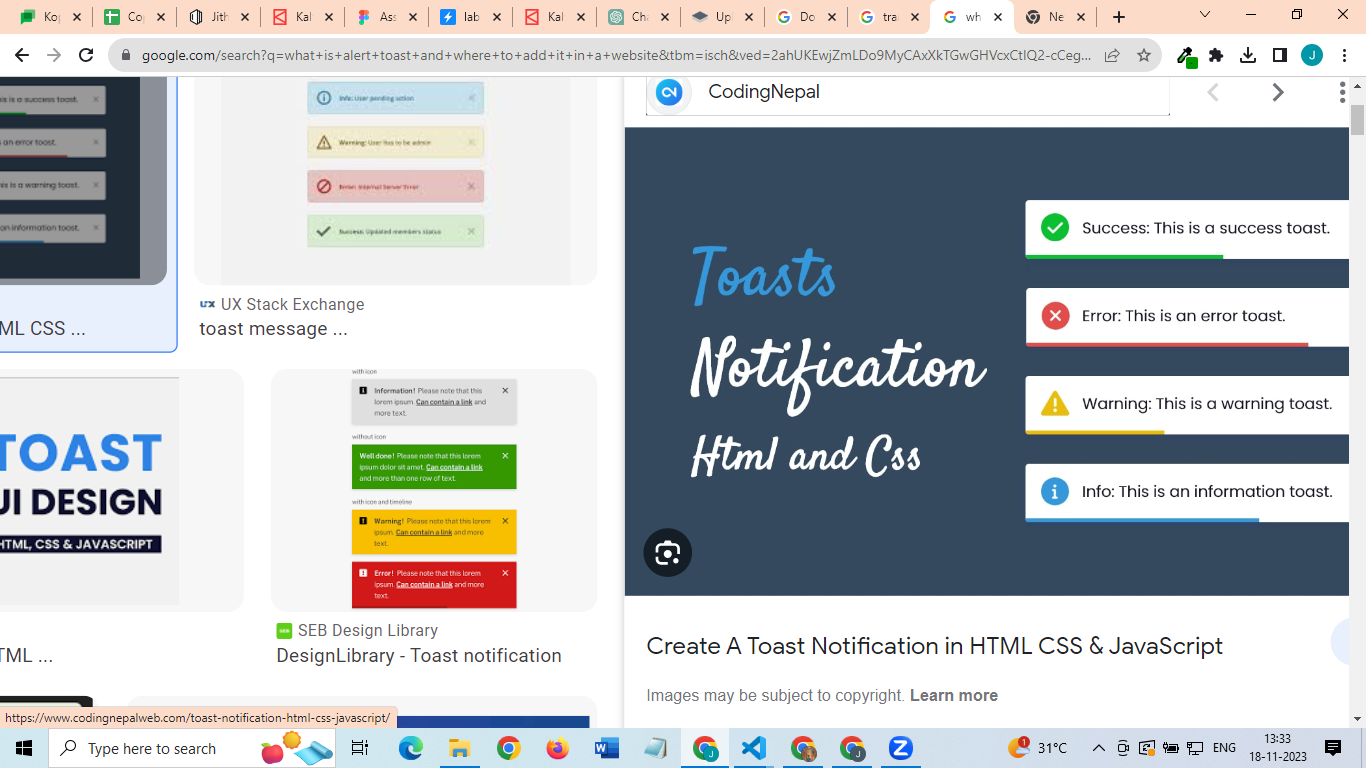 Kop
Cop
Jith
Kal
Ass
lab
Kal
Cha
Up
Do
trai
wh
Ne
google.com/search?q=what+is+alert+toast+and+where+to+add+it+in+a+website&tbm=isch&ved=2ahUKEwjZmLDo9MyCAxXkTGwGHVcxCtIQ2-cCeg...
J
is is a success toast.
s an error toast.
his is a warning toast.
an information toast.
ML CSS ...
Info: User pending action
Warning: User has to be admin
Error: Internal Server Error
Success: Updated members status
UX Stack Exchange
toast message ...
TOAST
UI DESIGN
HTML, CSS & JAVASCRIPT
TML ...
with icon
Information! Please note that this
lorem ipsum. Can contain a link and
more text.
without icon
Well done! Please note that this lorem
ipsum dolor sit amet. Can contain a link
and more than one row of text.
with icon and timeline
Warning! Please note that this lorem
ipsum. Can contain a link and more
text.
Error! Please note that this lorem
ipsum. Can contain a link and more
text.
SEB Design Library
DesignLibrary - Toast notification
CodingNepal
Toasts
Notification
Html and Css
Success: This is a success toast.
Error: This is an error toast.
Warning: This is a warning toast.
Info: This is an information toast.
Create A Toast Notification in HTML CSS & JavaScript
Images may be subject to copyright. Learn more
https://www.codingnepalweb.com/toast-notification-html-css-javascript/
Type here to search
31°C
ENG
13:33
18-11-2023